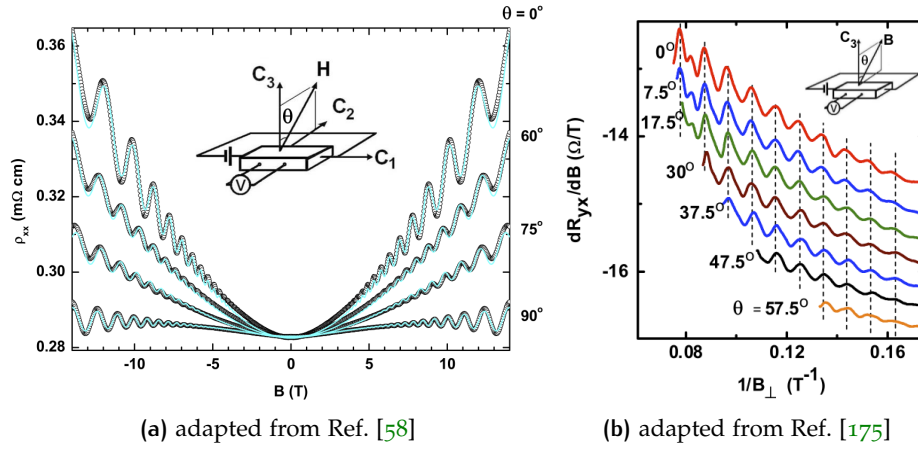 θ = 0°
0.36
0.34
0.32
0.30
0.28
ρxx (mΩ cm)
60°
75°
90°
C3
H
θ
C2
C1
V
-10
-5
0
5
10
B (T)
(a) adapted from Ref. [58]
b)
C3
B
θ
V
0°
7.5°
17.5°
30°
37.5°
47.5°
θ = 57.5°
-14
-16
dRyx/dB (Ω/T)
0.08
0.12
0.16
1/B⊥ (T-1)
(b) adapted from Ref. [175]